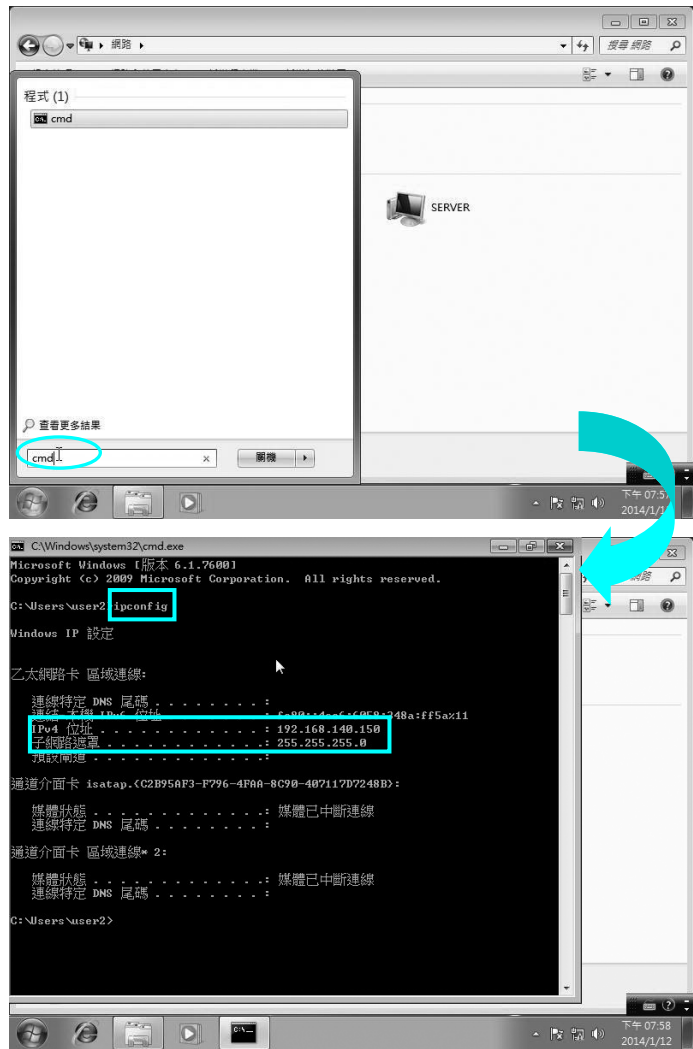 網路
搜尋 網路
程式 (1)
cmd
SERVER
查看更多結果
cmd
關機
下午 07:57
2014/1/1
C:\Windows\system32\cmd.exe
Microsoft Windows [版本 6.1.7600]
Copyright (c) 2009 Microsoft Corporation. All rights reserved.
C:\Users\user2>ipconfig
Windows IP 設定
乙太網路卡 區域連線:
連線特定 DNS 尾碼 . . . . . . . . :
連結-本機 IPv6 位址 . . . . . . . :
IPv4 位址 . . . . . . . . . . . . : 192.168.140.150
子網路遮罩 . . . . . . . . . . . .: 255.255.255.0
預設閘道 . . . . . . . . . . . . .:
通道介面卡 isatap.{C2B95AF3-F796-4FAA-8C90-407117D7248B}:
媒體狀態 . . . . . . . . . . . . .: 媒體已中斷連線
連線特定 DNS 尾碼 . . . . . . . . :
通道介面卡 區域連線* 2:
媒體狀態 . . . . . . . . . . . . .: 媒體已中斷連線
連線特定 DNS 尾碼 . . . . . . . . :
C:\Users\user2>
下午 07:58
2014/1/12